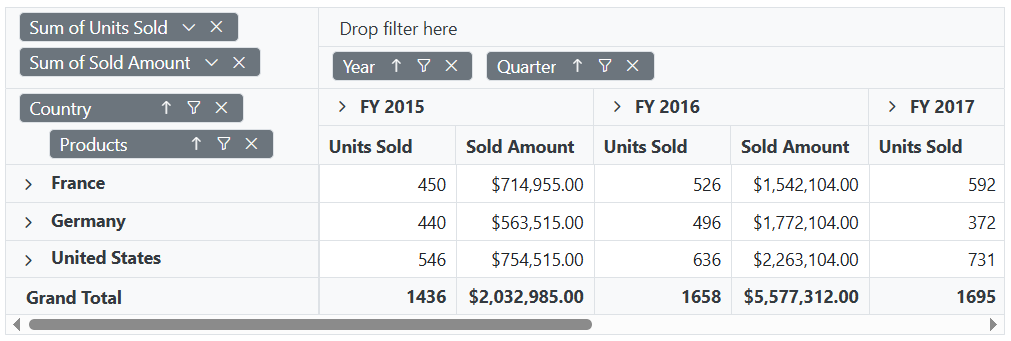 Sum of Units Sold
Drop filter here
Sum of Sold Amount
Year Quarter
Country FY 2015 FY 2016 FY 2017
Products Units Sold Sold Amount Units Sold Sold Amount Units Sold
France 450 $714,955.00 526 $1,542,104.00 592
Germany 440 $563,515.00 496 $1,772,104.00 372
United States 546 $754,515.00 636 $2,263,104.00 731
Grand Total 1436 $2,032,985.00 1658 $5,577,312.00 1695